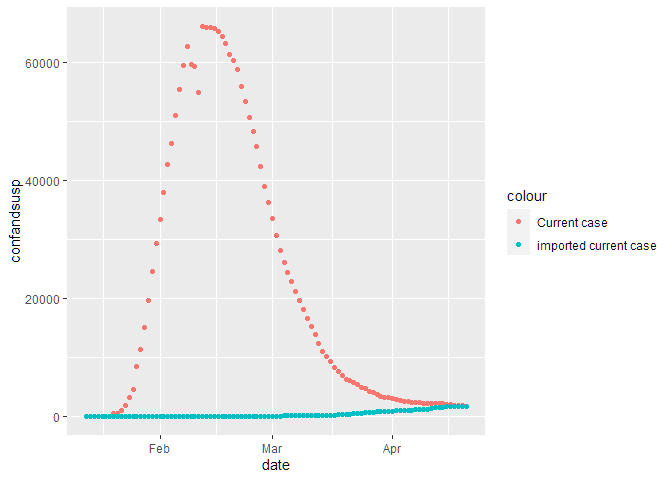 60000
40000
20000
0
confandsusp
Feb Mar Apr
date
colour
Current case
imported current case